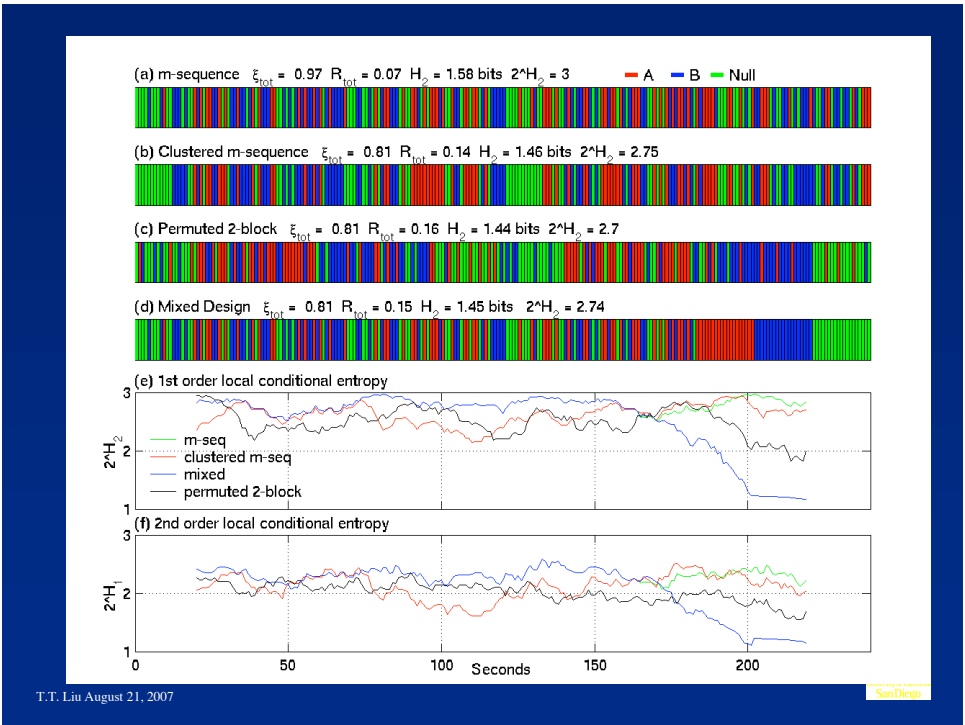 (a) m-sequence ξtot = 0.97 Rtot = 0.07 H2 = 1.58 bits 2^H2 = 3
A B Null
(b) Clustered m-sequence ξtot = 0.81 Rtot = 0.14 H2 = 1.46 bits 2^H2 = 2.75
(c) Permuted 2-block ξtot = 0.81 Rtot = 0.16 H2 = 1.44 bits 2^H2 = 2.7
(d) Mixed Design ξtot = 0.81 Rtot = 0.15 H2 = 1.45 bits 2^H2 = 2.74
(e) 1st order local conditional entropy
3
2
1
2^H2
m-seq
clustered m-seq
mixed
permuted 2-block
(f) 2nd order local conditional entropy
3
2
1
2^H1
0 50 100 150 200
Seconds
T.T. Liu August 21, 2007
SanDiego